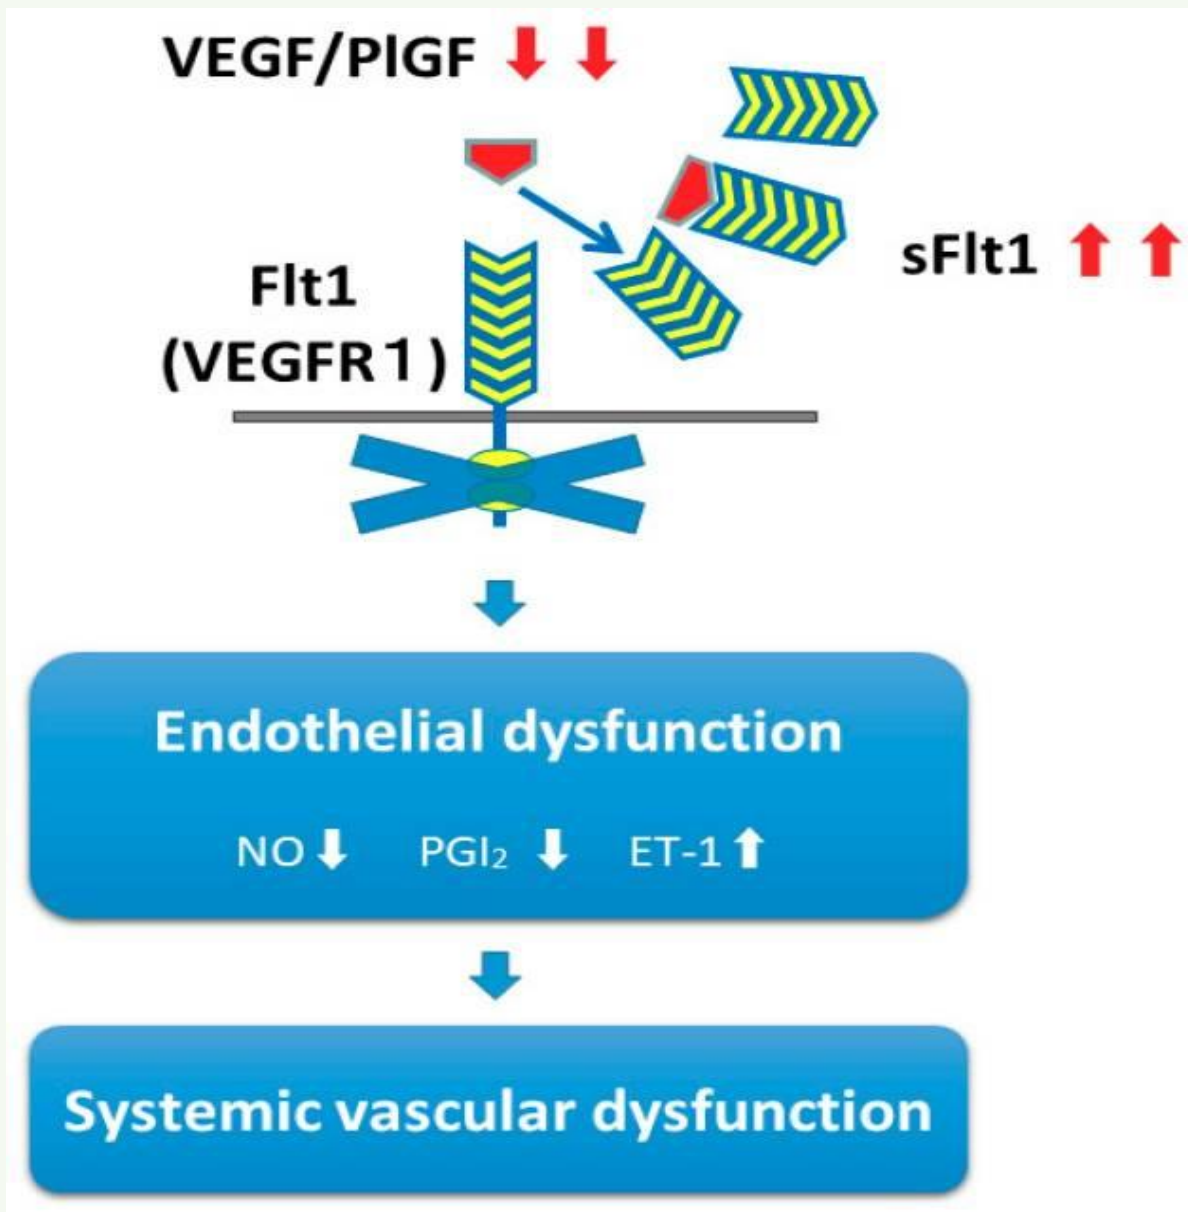 VEGF/PlGF
sFlt1
Flt1
(VEGFR１)
Endothelial dysfunction
NO PGI₂ ET-1
Systemic vascular dysfunction